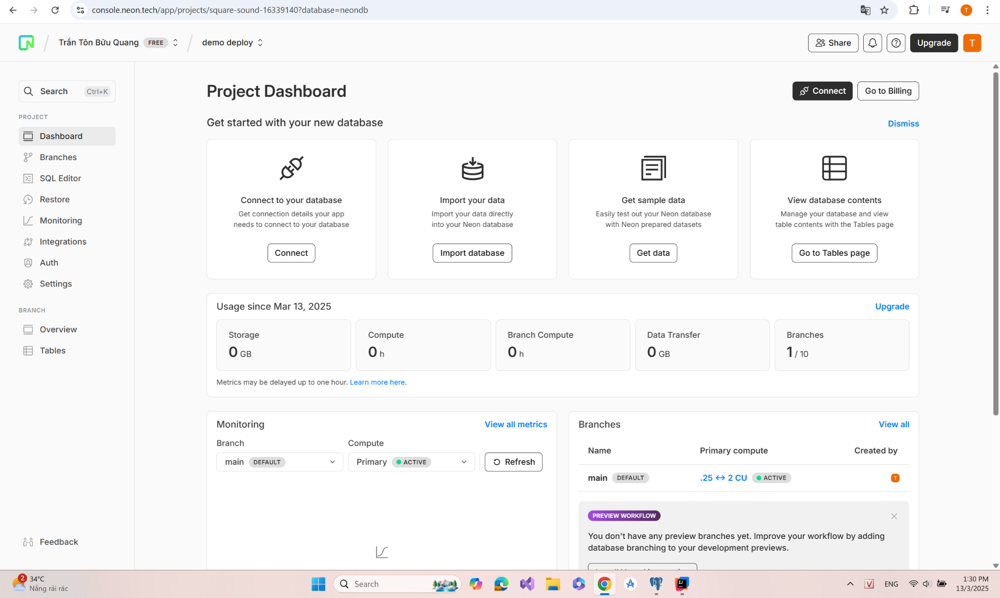 console.neon.tech/app/projects/square-sound-16339140?database=neondb
T
Trần Tôn Bửu Quang FREE
demo deploy
Share
Upgrade
T
Search Ctrl+K
PROJECT
Dashboard
Branches
SQL Editor
Restore
Monitoring
Integrations
Auth
Settings
BRANCH
Overview
Tables
Feedback
Project Dashboard
Connect
Go to Billing
Get started with your new database
Dismiss
Connect to your database
Get connection details your app
needs to connect to your database
Connect
Import your data
Import your data directly
into your Neon database
Import database
Get sample data
Easily test out your Neon database
with Neon prepared datasets
Get data
View database contents
Manage your database and view
table contents with the Tables page
Go to Tables page
Usage since Mar 13, 2025
Upgrade
Storage
0 GB
Compute
0 h
Branch Compute
0 h
Data Transfer
0 GB
Branches
1 / 10
Metrics may be delayed up to one hour. Learn more here.
Monitoring
View all metrics
Branch
main DEFAULT
Compute
Primary ACTIVE
Refresh
Branches
View all
Name Primary compute Created by
main DEFAULT .25 ↔ 2 CU ACTIVE T
PREVIEW WORKFLOW
You don't have any preview branches yet. Improve your workflow by adding
database branching to your development previews.
2
34°C
Nắng rải rác
Search
ENG
1:30 PM
13/3/2025